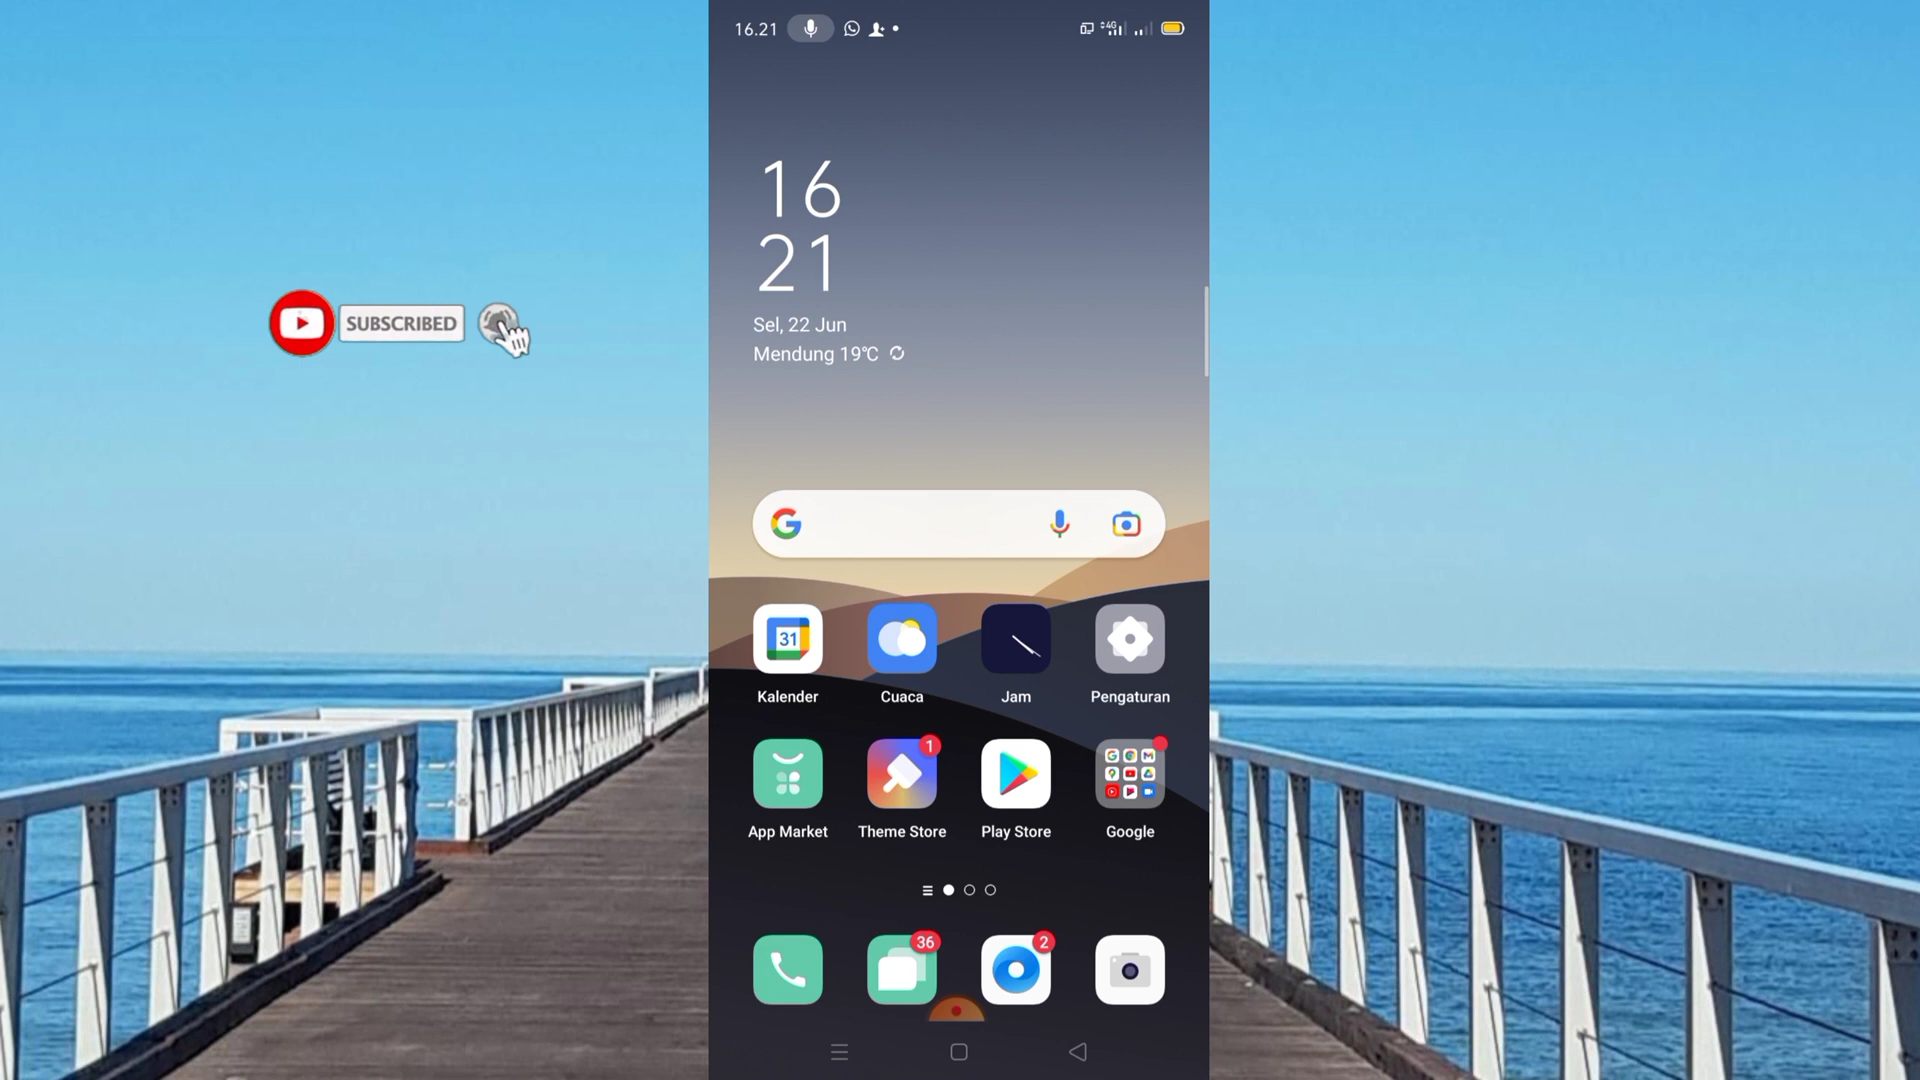 16.21
4G
16
21
Sel, 22 Jun
Mendung 19°C
SUBSCRIBED
G
31
Kalender
Cuaca
Jam
Pengaturan
1
App Market
Theme Store
Play Store
Google
36
2